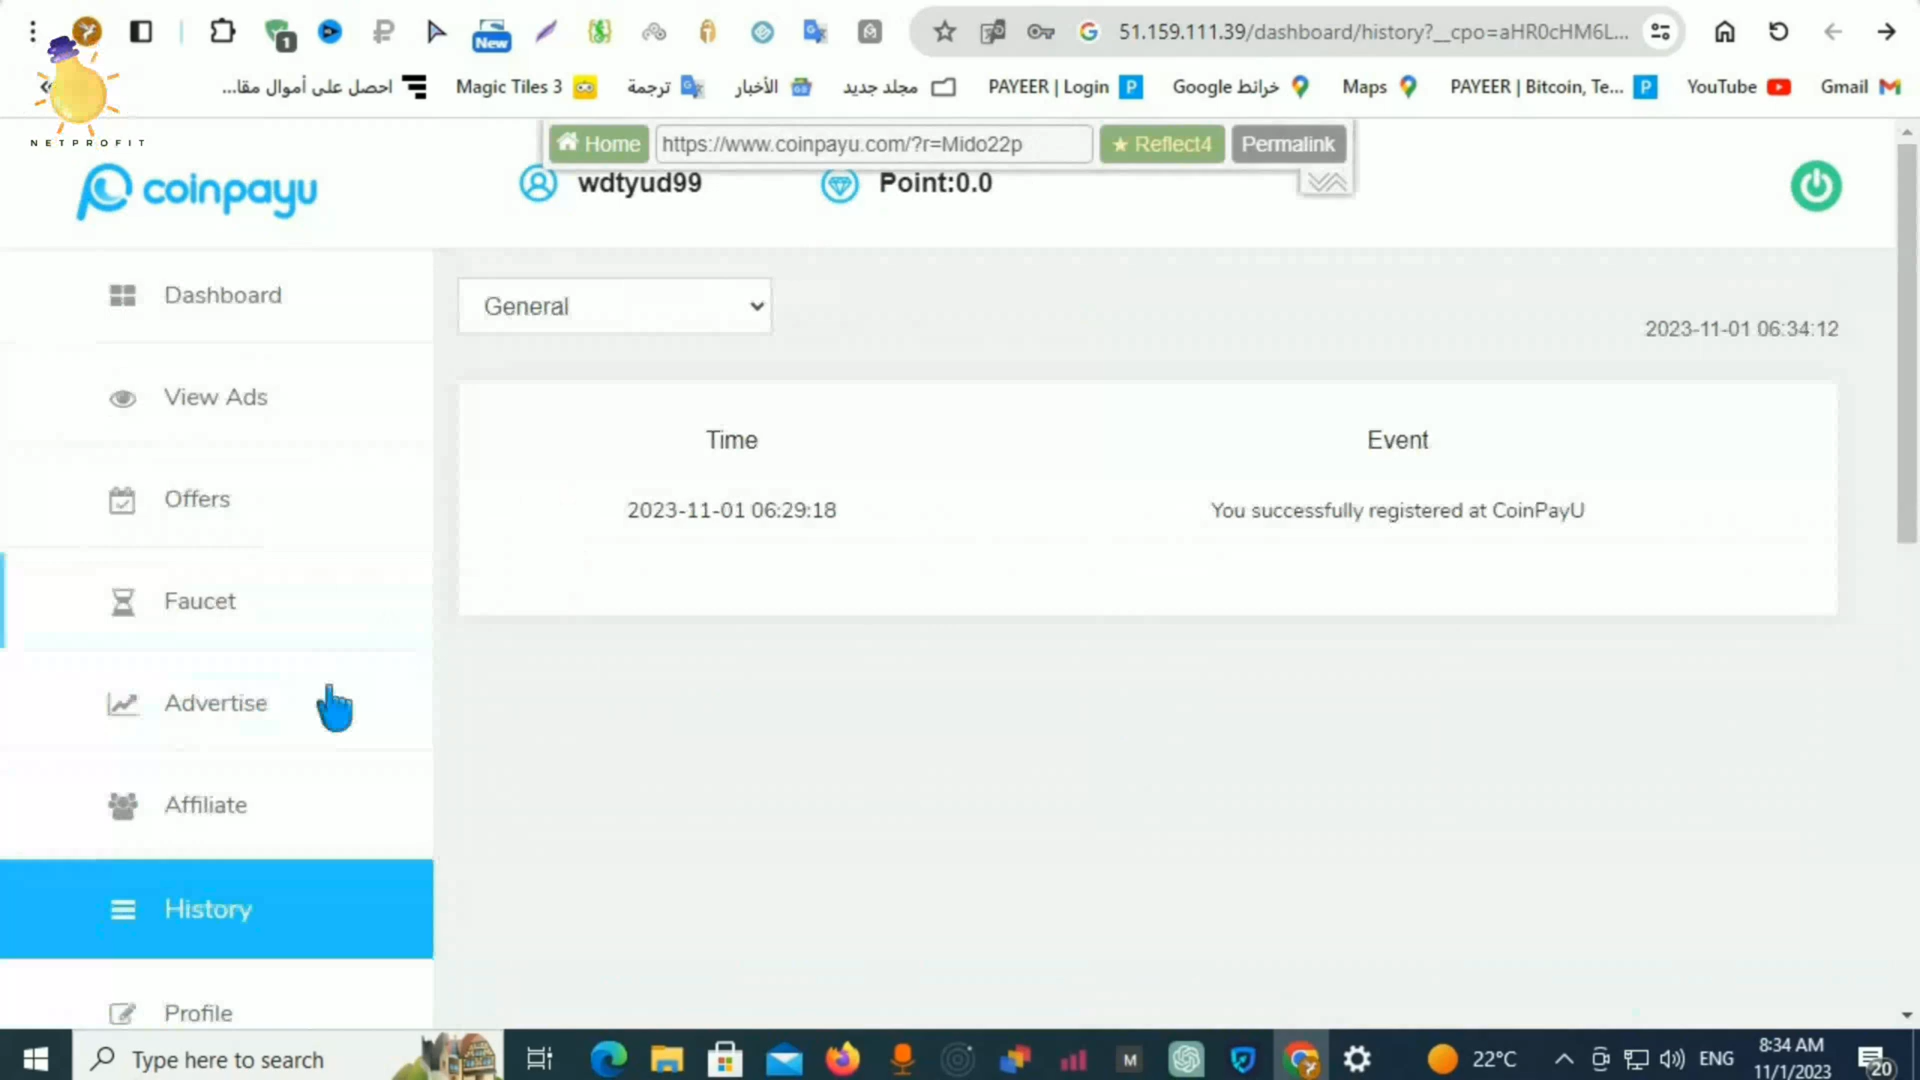 New
1
51.159.111.39/dashboard/history?__cpo=aHR0cHM6L...
احصل على أموال مقا...
Magic Tiles 3
ترجمة
الأخبار
مجلد جديد
PAYEER | Login
خرائط Google
Maps
PAYEER | Bitcoin, Te...
YouTube
Gmail
NETPROFIT
Home
https://www.coinpayu.com/?r=Mido22p
★ Reflect4
Permalink
coinpayu
wdtyud99
Point:0.0
Dashboard
View Ads
Offers
Faucet
Advertise
Affiliate
History
Profile
General
2023-11-01 06:34:12
Time
Event
2023-11-01 06:29:18
You successfully registered at CoinPayU
Type here to search
M
22°C
ENG
8:34 AM
11/1/2023
20